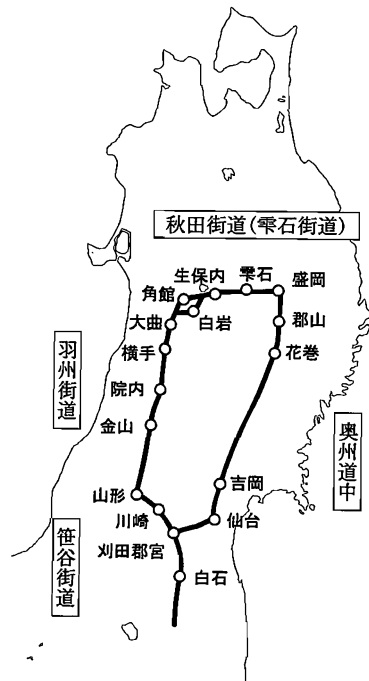 秋田街道(雫石街道)
生保内
雫石
盛岡
角館
大曲
白岩
郡山
横手
花巻
羽州街道
院内
金山
奥州道中
山形
吉岡
川崎
仙台
刈田郡宮
笹谷街道
白石